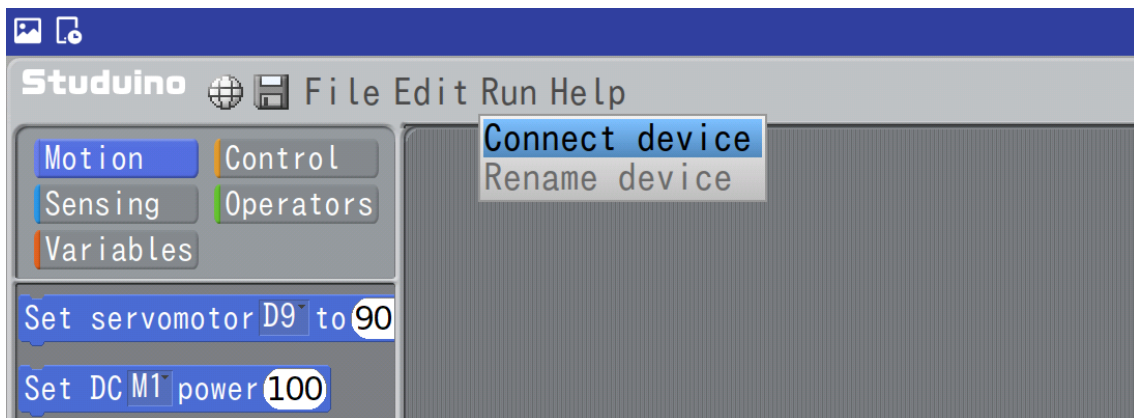 Studuino File Edit Run Help
Connect device
Rename device
Motion Control
Sensing Operators
Variables
Set servomotor D9 to 90
Set DC M1 power 100